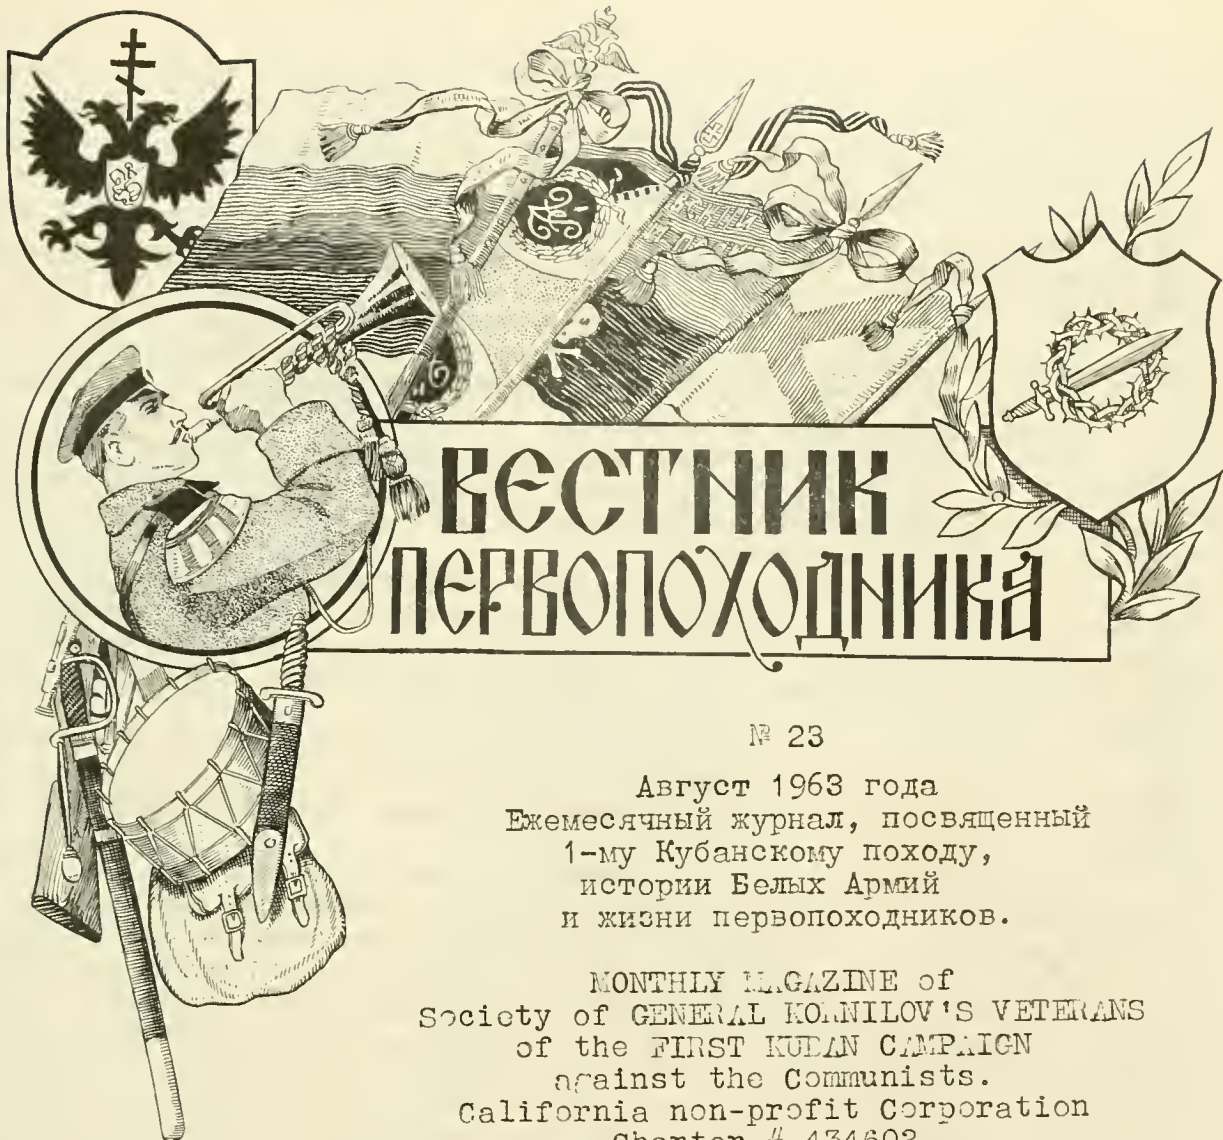 ВЕСТНИК
ПЕРВОПОХОДНИКА
№ 23
Август 1963 года
Ежемесячный журнал, посвященный
1-му Кубанскому походу,
истории Белых Армий
и жизни первопоходников.
MONTHLY MAGAZINE of
Society of GENERAL KORNILOV'S VETERANS
of the FIRST KUBAN CAMPAIGN
against the Communists.
California non-profit Corporation
Charter # 434602